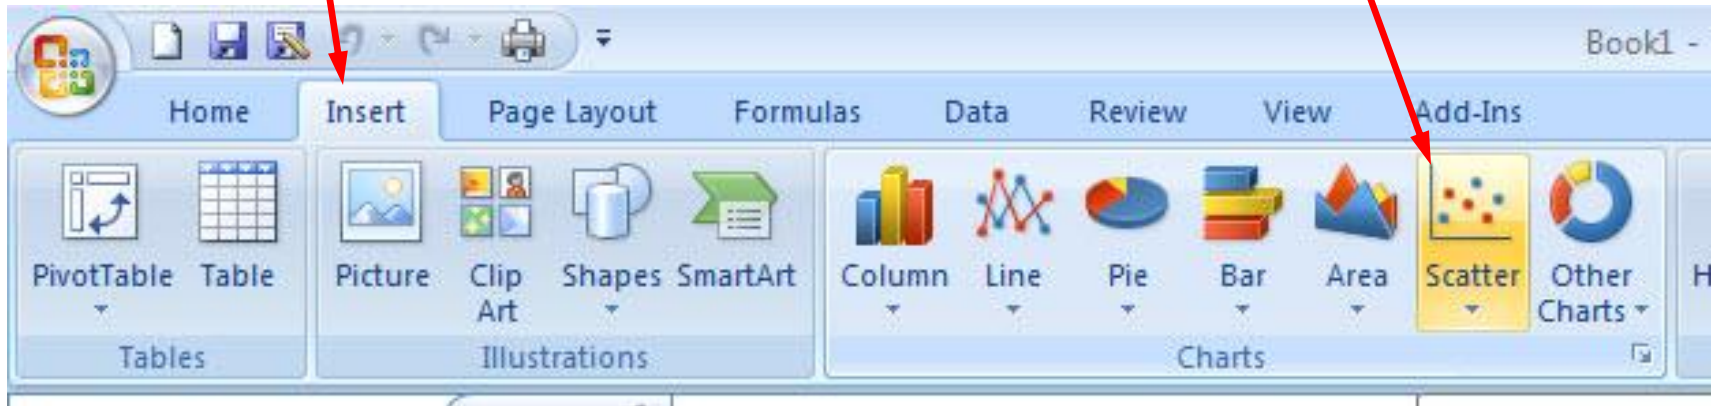 Book1 -
Home Insert Page Layout Formulas Data Review View Add-Ins
PivotTable Table Picture Clip Art Shapes SmartArt Column Line Pie Bar Area Scatter Other Charts H
Tables Illustrations Charts